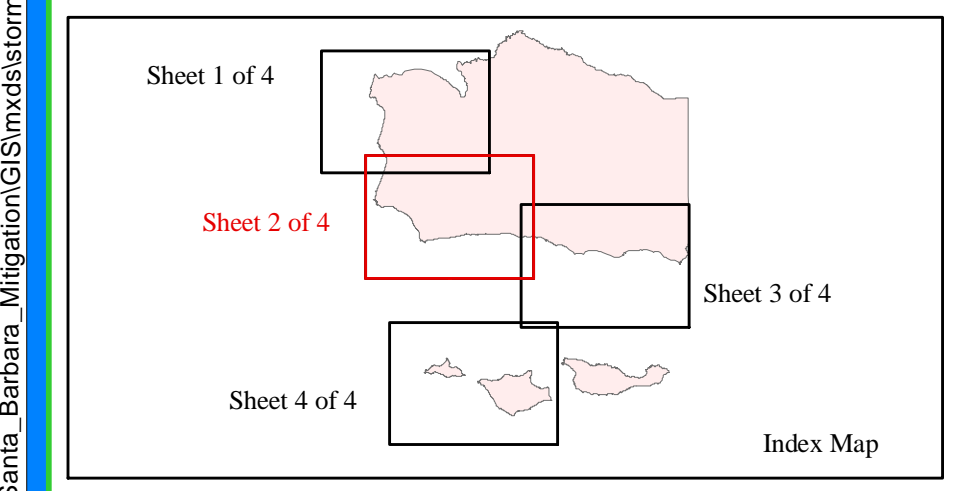 Sheet 1 of 4
Sheet 2 of 4
Sheet 3 of 4
Sheet 4 of 4
Index Map
Santa_Barbara_Mitigation\GIS\mxds\storm